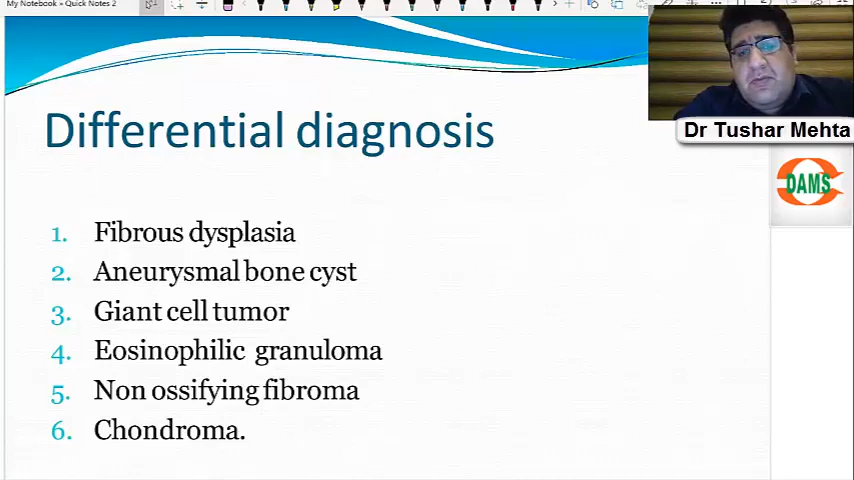 My Notebook » Quick Notes 2
Dr Tushar Mehta
DAMS
Differential diagnosis
1. Fibrous dysplasia
2. Aneurysmal bone cyst
3. Giant cell tumor
4. Eosinophilic granuloma
5. Non ossifying fibroma
6. Chondroma.